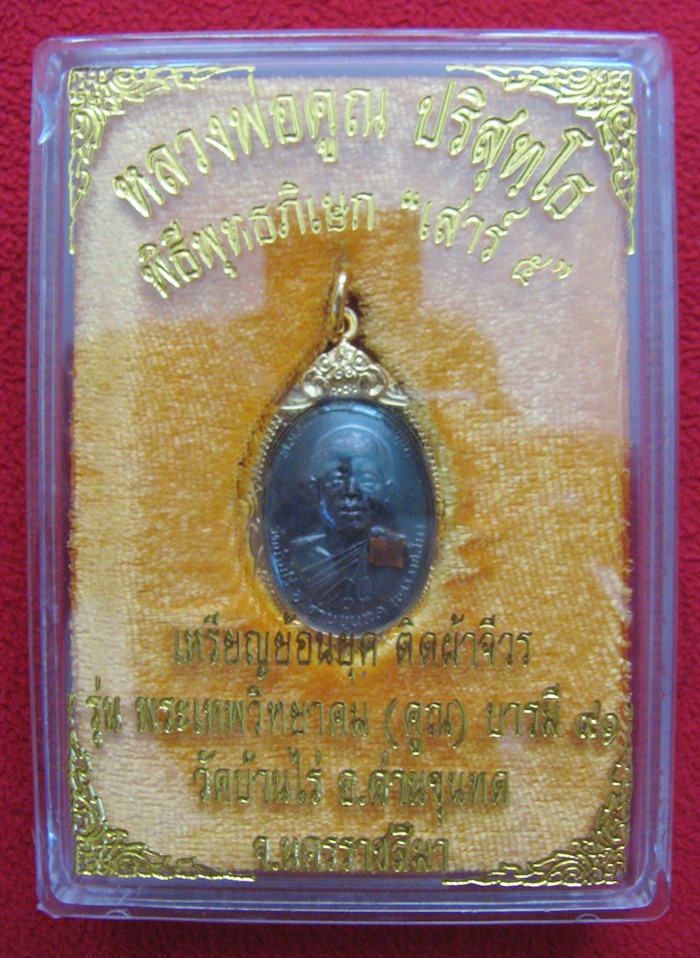 หลวงพ่อคูณ ปริสุทฺโธ
พิธีพุทธภิเษก "เสาร์ ๕"
เหรียญย้อนยุค ติดผ้าจีวร
รุ่น พระเทพวิทยาคม (คูณ) บารมี ๙๑
วัดบ้านไร่ อ.ด่านขุนทด
จ.นครราชสีมา